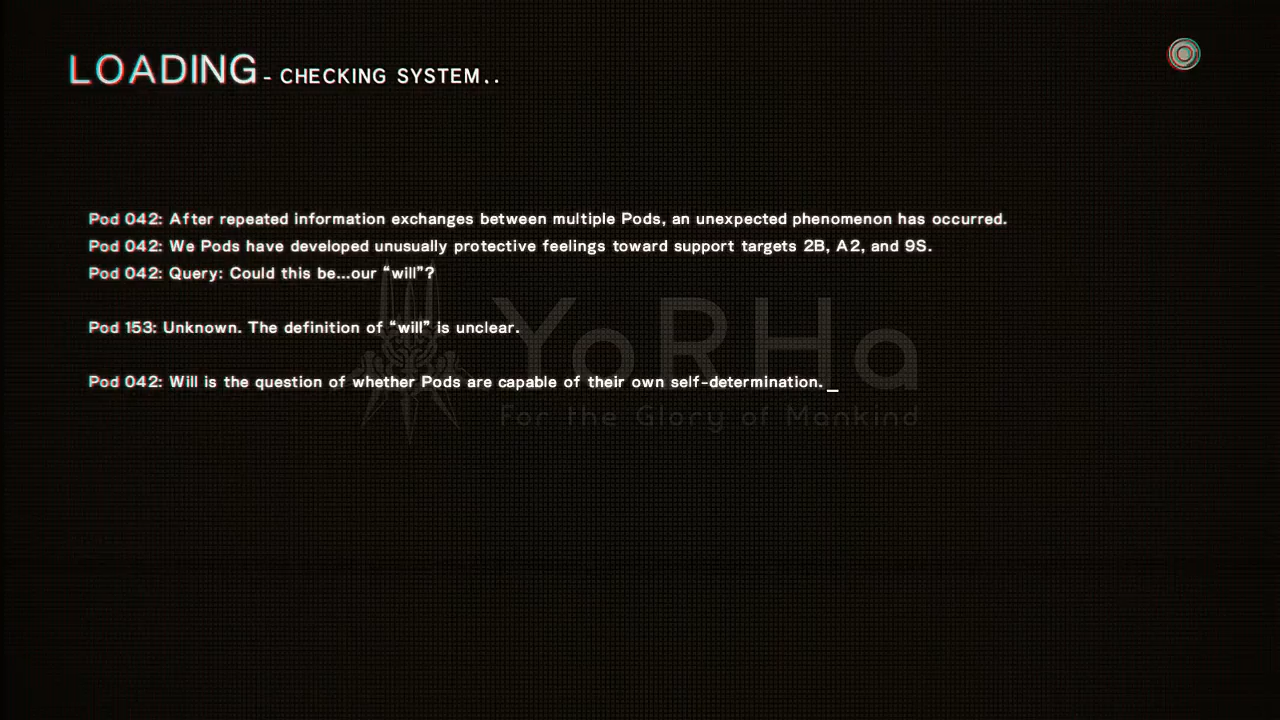 LOADING - CHECKING SYSTEM..
Pod 042: After repeated information exchanges between multiple Pods, an unexpected phenomenon has occurred.
Pod 042: We Pods have developed unusually protective feelings toward support targets 2B, A2, and 9S.
Pod 042: Query: Could this be...our “will”?
Pod 153: Unknown. The definition of “will” is unclear.
YoRHa
Pod 042: Will is the question of whether Pods are capable of their own self-determination. _
For the Glory of Mankind